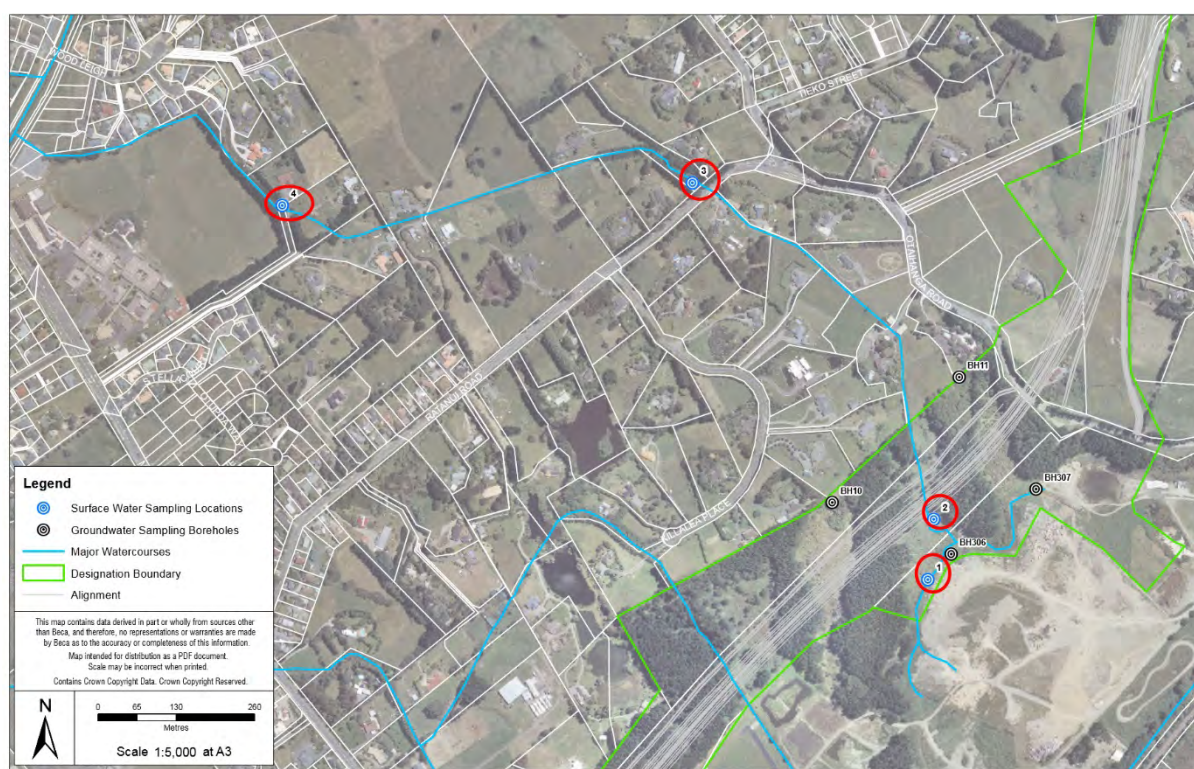 WOOD LEIGH
TIEKO STREET
4
3
OTAIHANGA ROAD
BH11
RATANUI ROAD
BH10
BH307
2
BH306
1
Legend
Surface Water Sampling Locations
Groundwater Sampling Boreholes
Major Watercourses
Designation Boundary
Alignment
This map contains data derived in part or wholly from sources other
than Beca, and therefore, no representations or warranties are made
by Beca as to the accuracy or completeness of this information.
Map intended for distribution as a PDF document.
Scale may be incorrect when printed.
Contains Crown Copyright Data. Crown Copyright Reserved.
N
0 65 130 260
Metres
Scale 1:5,000 at A3